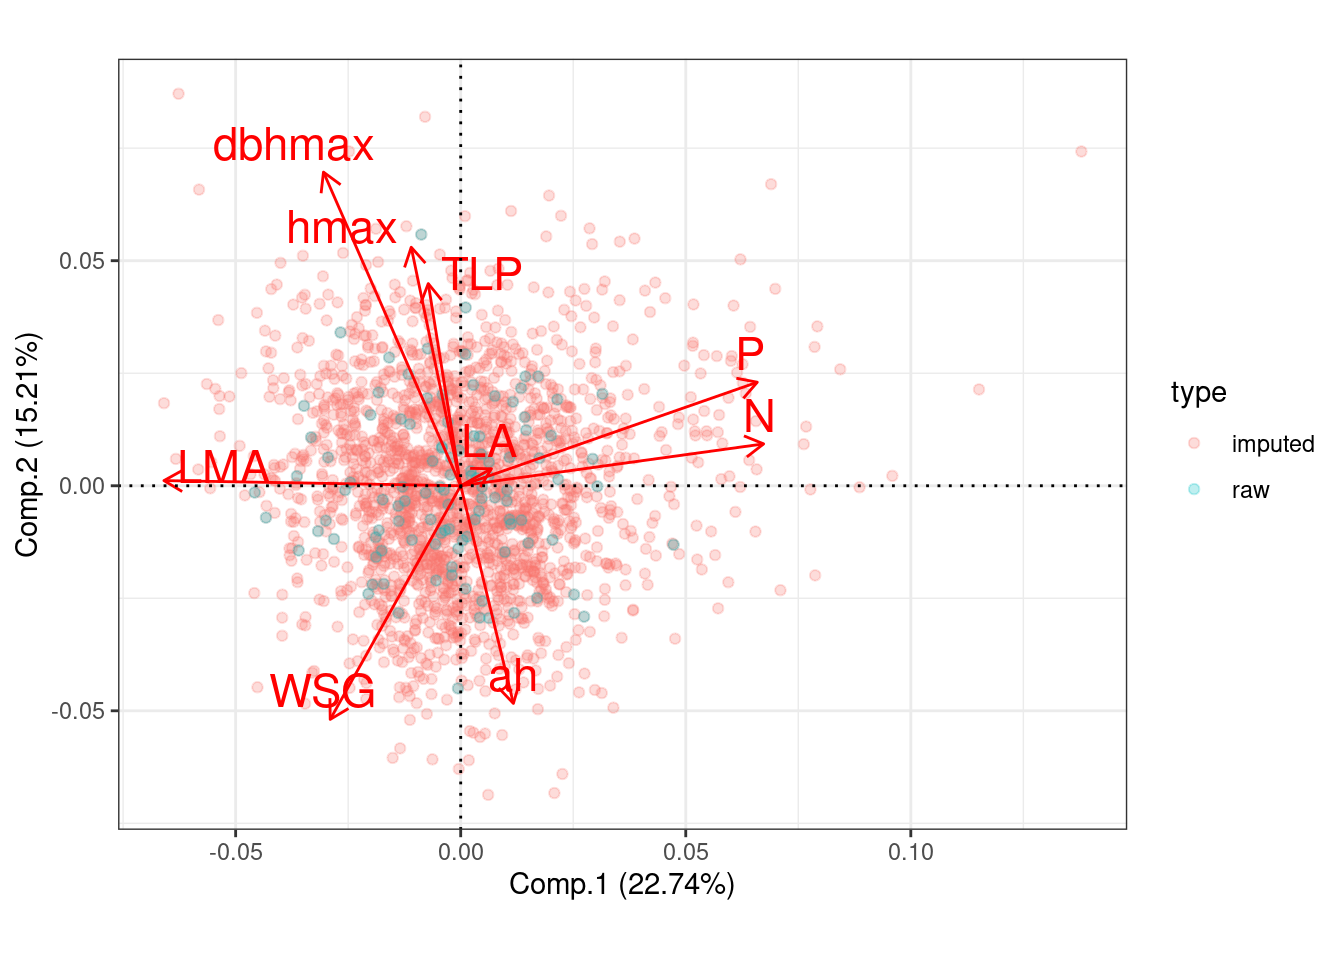 dbhmax
hmax
TLP
P
N
LA
LMA
WSG
ah
0.05
0.00
-0.05
-0.05
0.00
0.05
0.10
Comp.1 (22.74%)
Comp.2 (15.21%)
type
imputed
raw